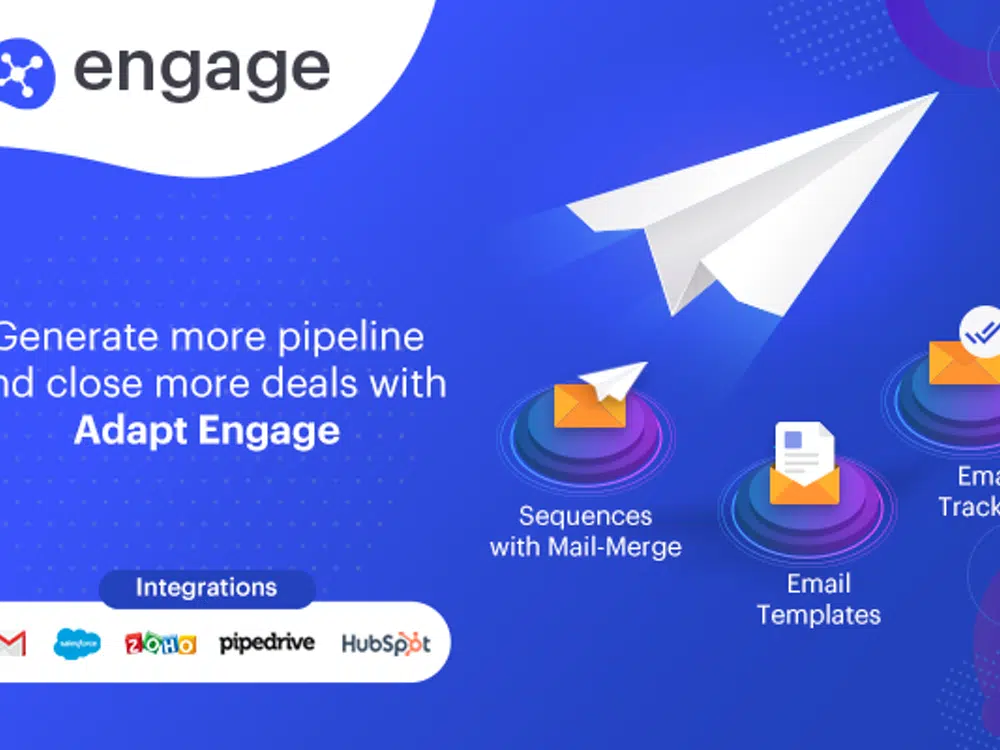 engage
Generate more pipeline
nd close more deals with
Adapt Engage
Integrations
salesforce
ZOHO
pipedrive
HubSpot
Sequences
with Mail-Merge
Email
Templates
Ema
Track